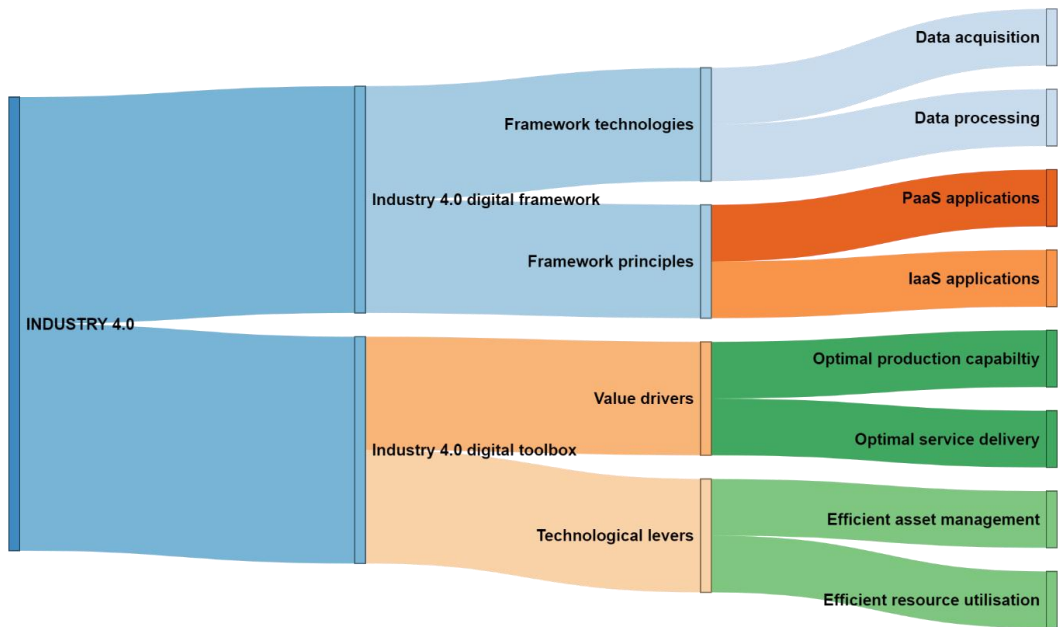 Data acquisition
Framework technologies
Data processing
PaaS applications
Industry 4.0 digital framework
Framework principles
IaaS applications
INDUSTRY 4.0
Optimal production capabiltiy
Value drivers
Optimal service delivery
Industry 4.0 digital toolbox
Efficient asset management
Technological levers
Efficient resource utilisation